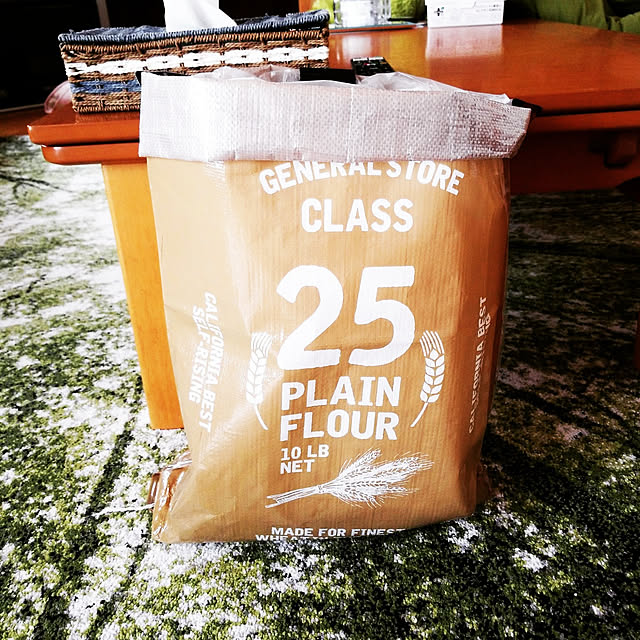 GENERAL STORE
CLASS
25
PLAIN
FLOUR
10 LB
NET
MADE FOR FINEST
CALIFORNIA BEST
SELF-RISING
CALIFORNIA BEST